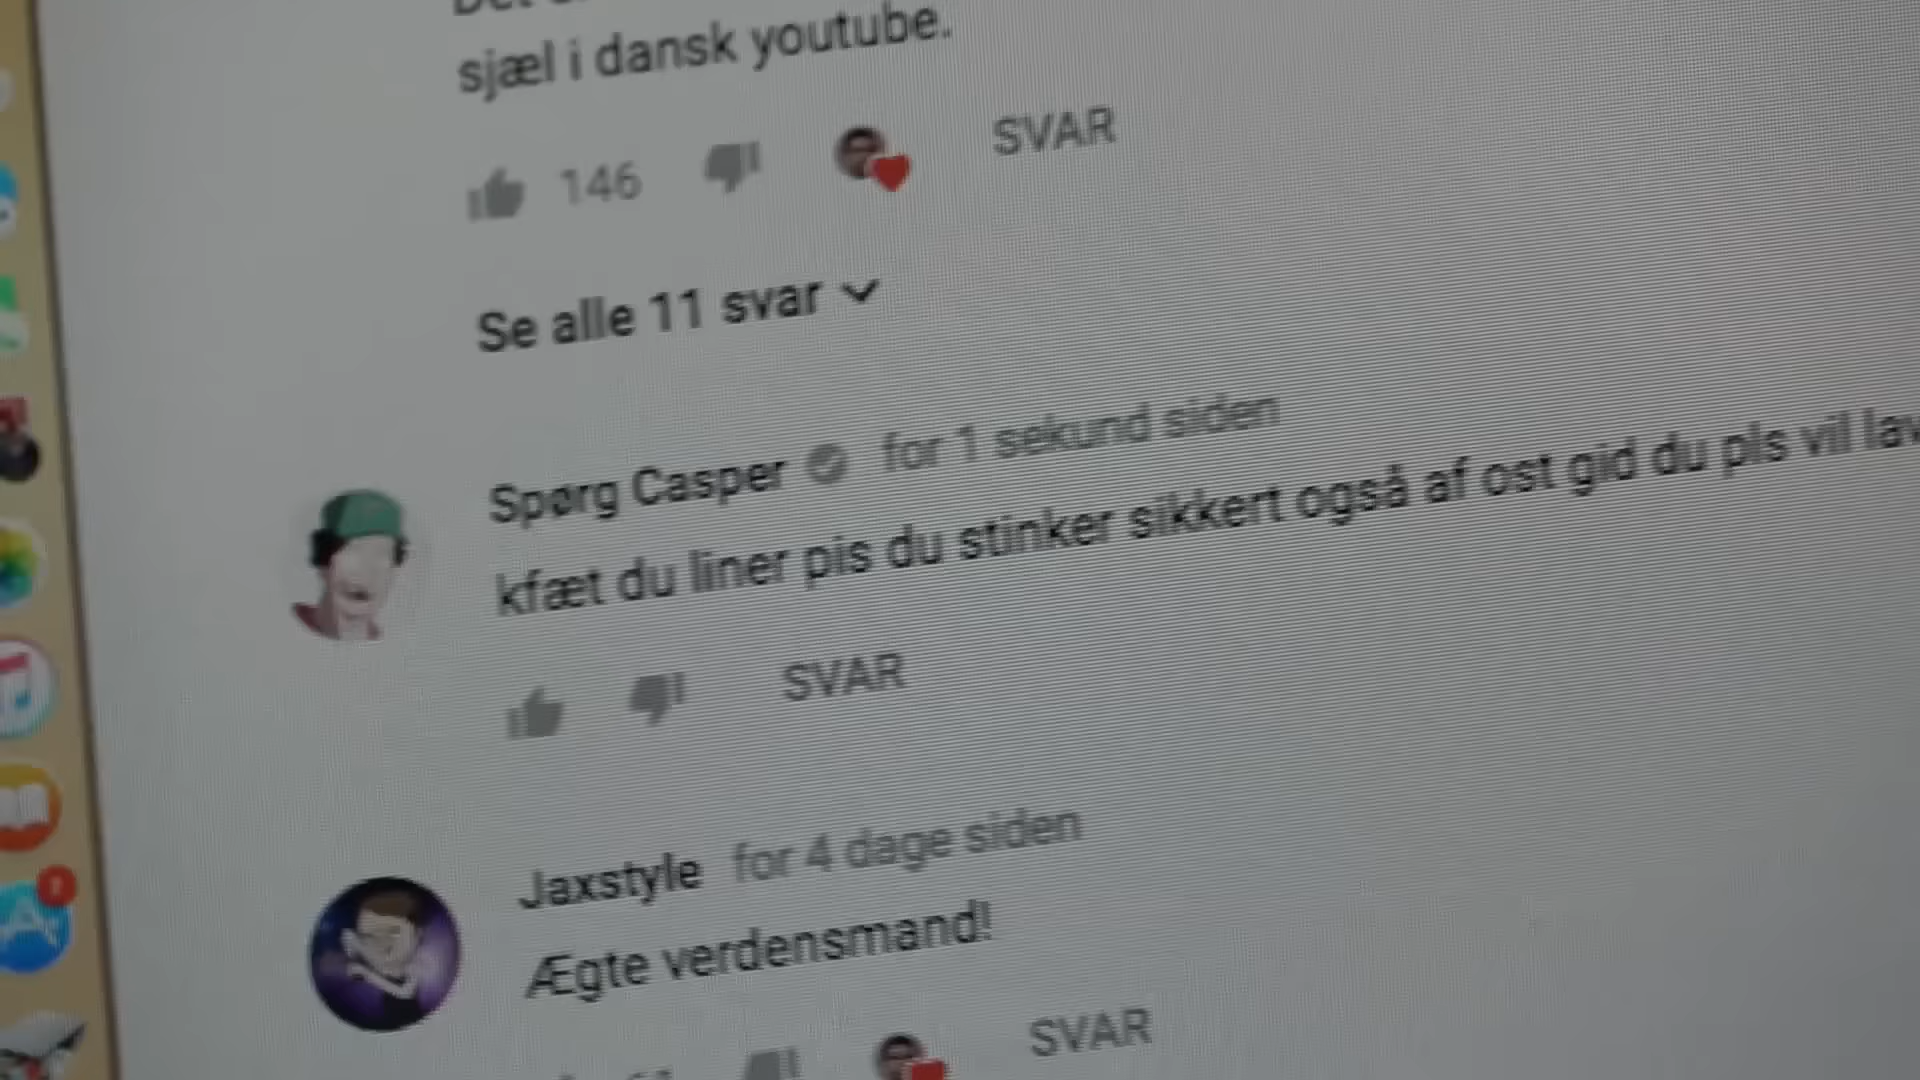 sjæl i dansk youtube.
146 SVAR
Se alle 11 svar
Spørg Casper for 1 sekund siden
kfæt du liner pis du stinker sikkert også af ost gid du pls vil lav
SVAR
Jaxstyle for 4 dage siden
Ægte verdensmand!
SVAR